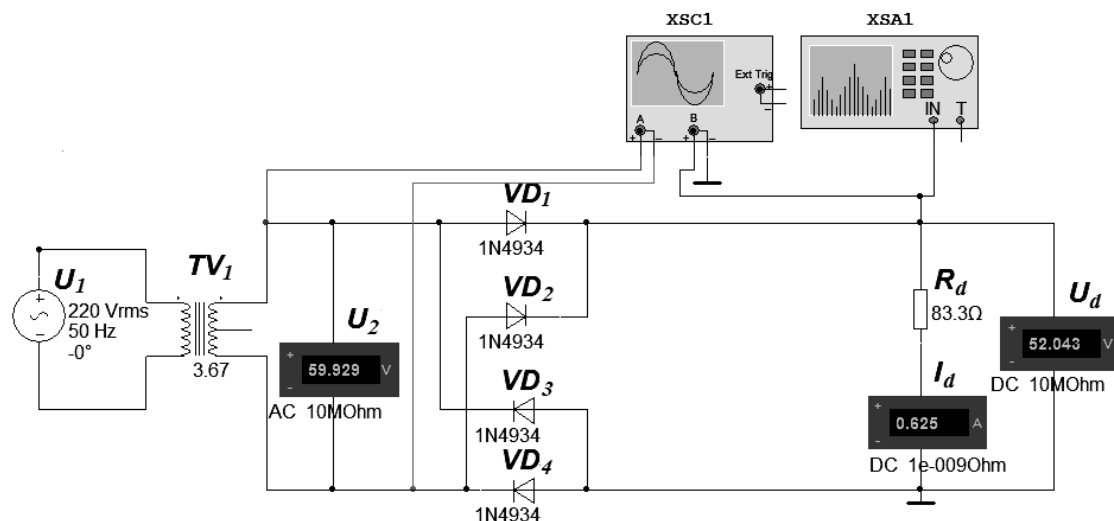 XSC1
XSA1
Ext Trig
+
−
A
B
+ − + −
IN T
VD1
1N4934
VD2
1N4934
VD3
1N4934
VD4
1N4934
U1
+
−
220 Vrms
50 Hz
-0°
TV1
3.67
U2
+
−
59.929 V
AC 10MOhm
Rd
83.3Ω
Ud
+
−
52.043 V
DC 10MOhm
Id
+
−
0.625 A
DC 1e-009Ohm